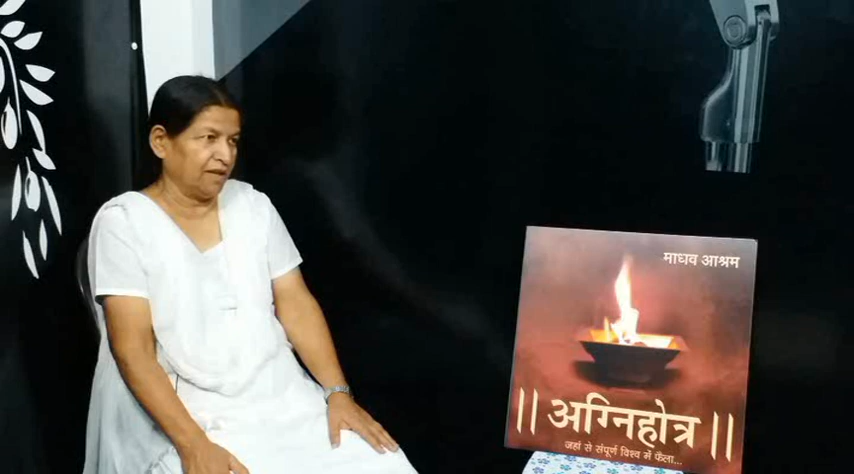 माधव आश्रम
|| अग्निहोत्र ||
जहां से संपूर्ण विश्व में फैला...